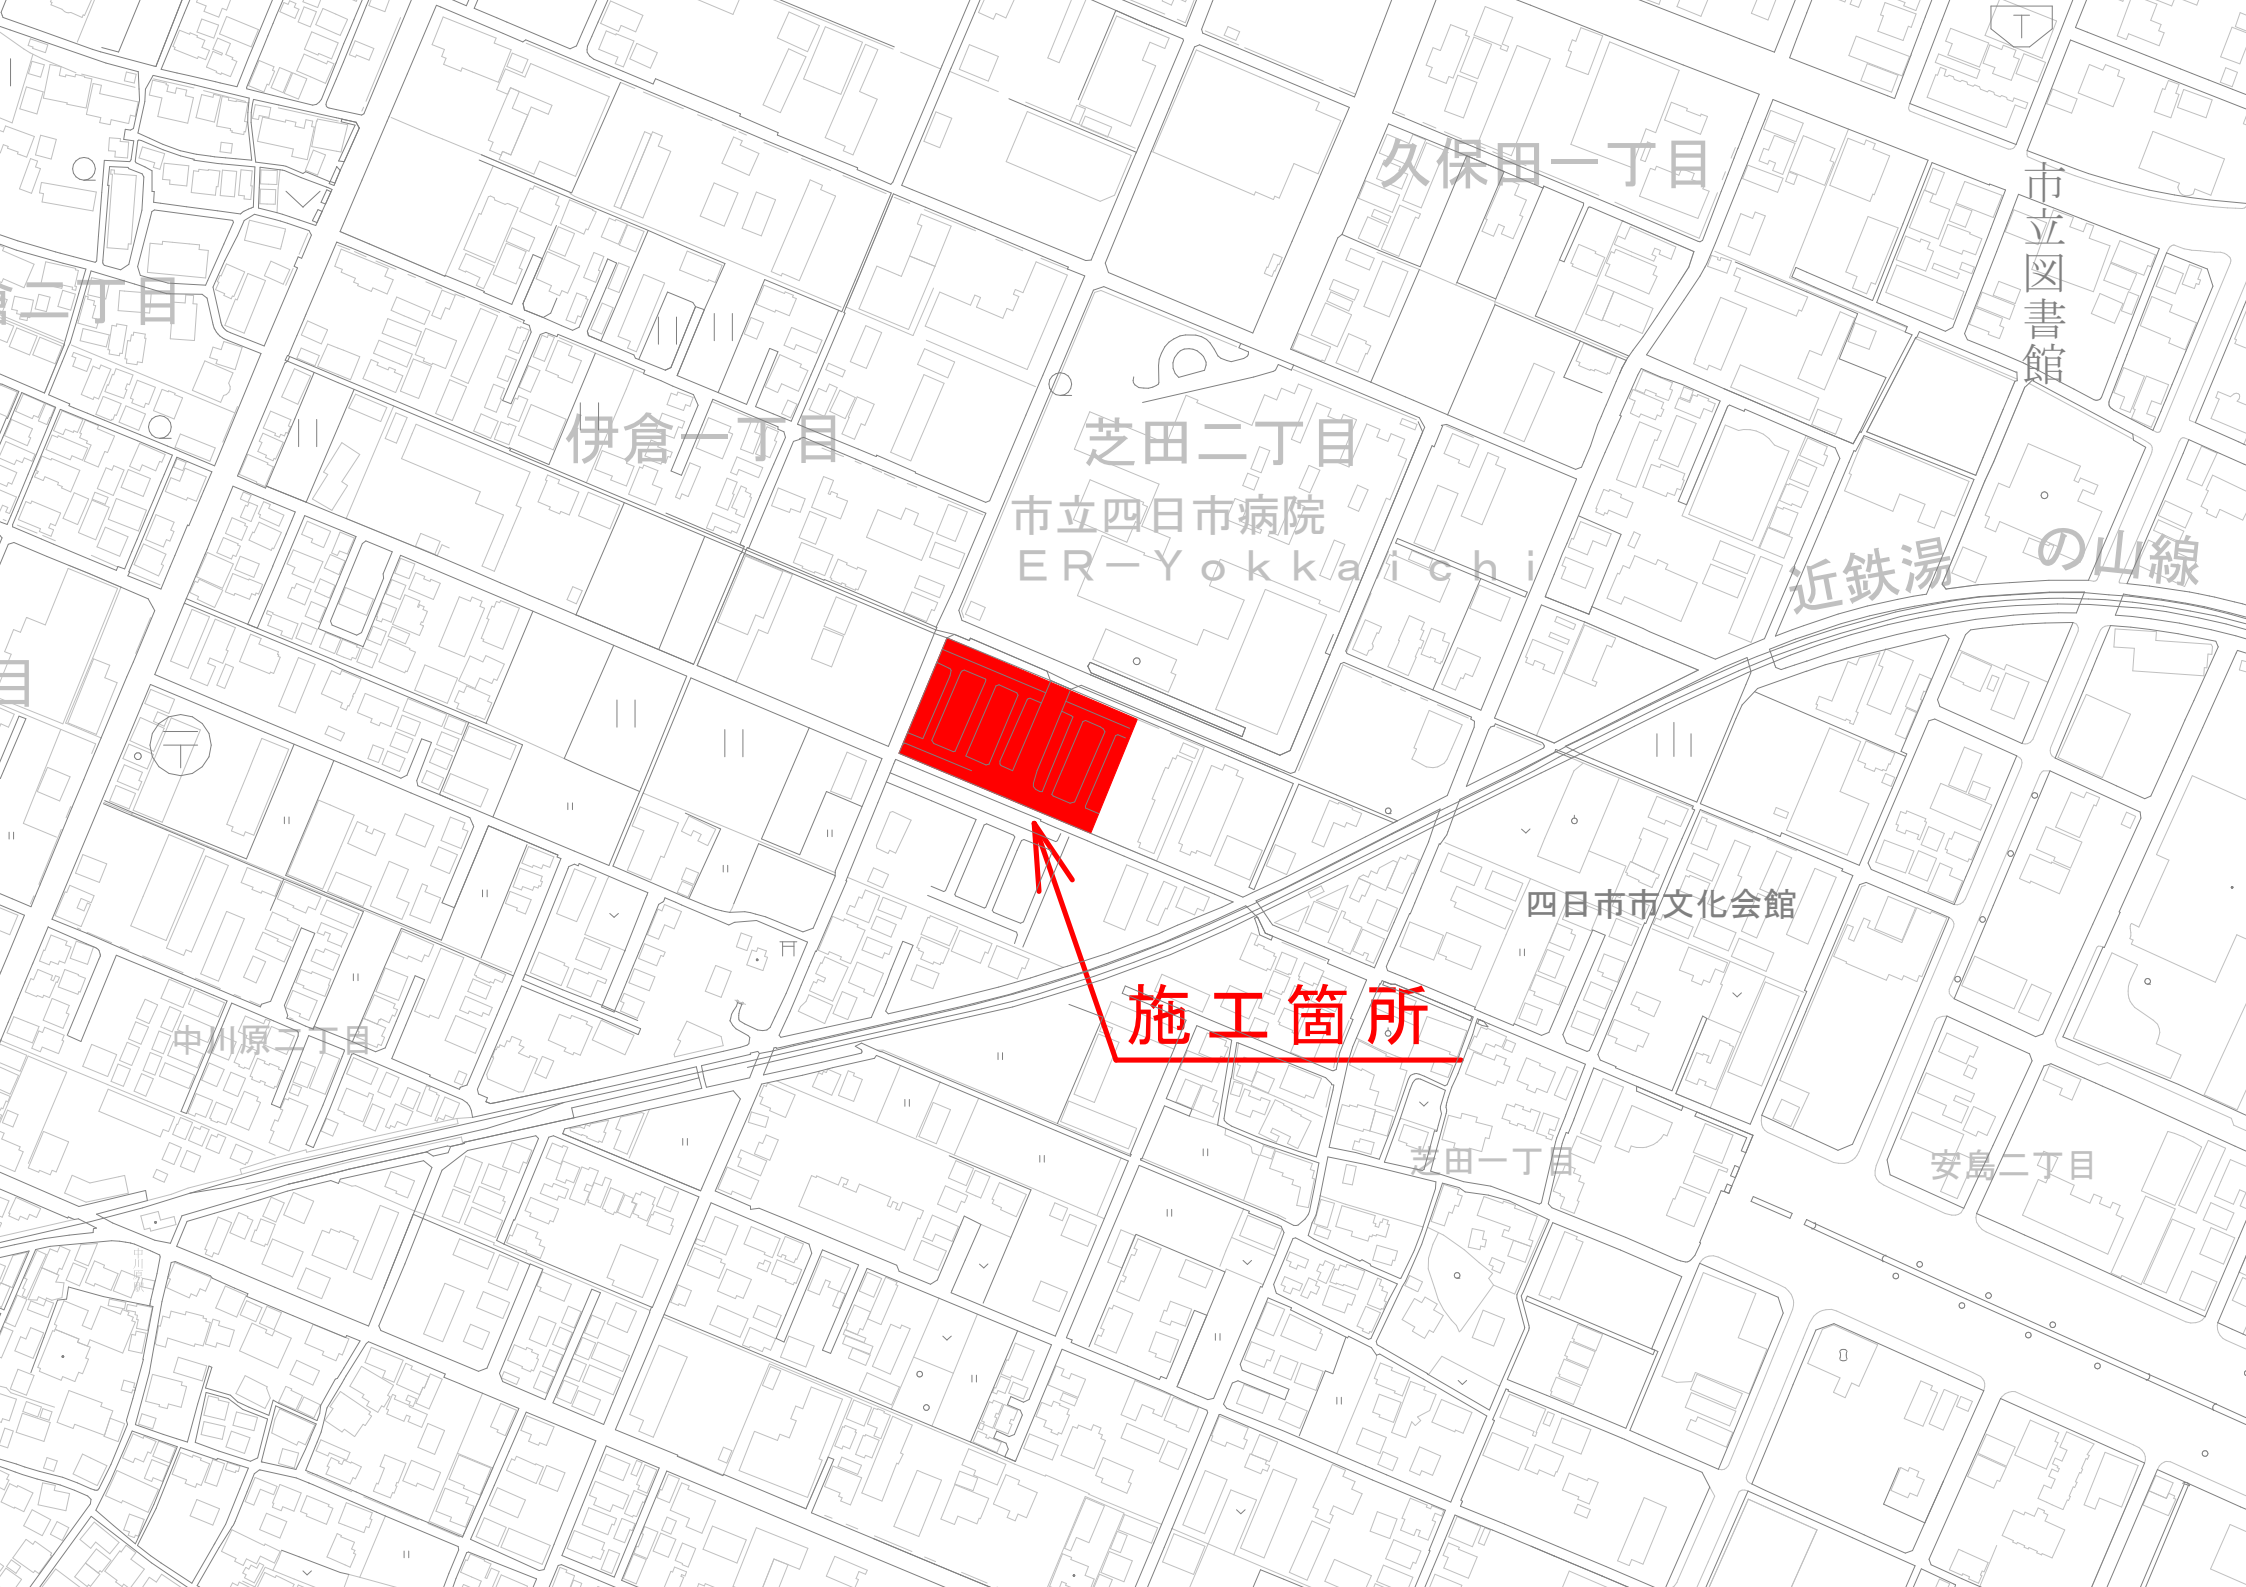 久保田一丁目
市立図書館
二丁目
伊倉一丁目
芝田二丁目
市立四日市病院
ER－Yokkaichi
近鉄湯の山線
目
四日市市文化会館
施工箇所
中川原二丁目
芝田一丁目
安島二丁目